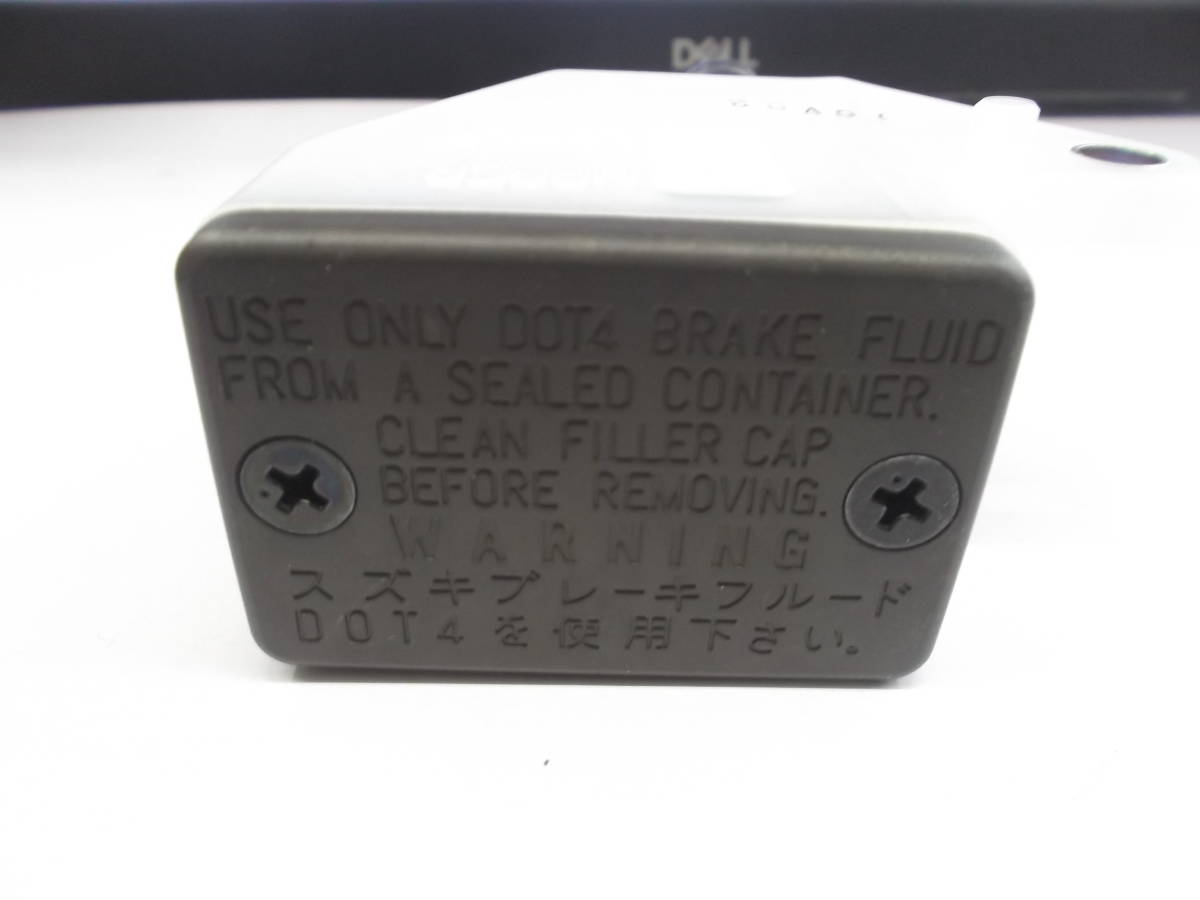 DELL
USE ONLY DOT4 BRAKE FLUID
FROM A SEALED CONTAINER.
CLEAN FILLER CAP
BEFORE REMOVING.
WARNING
スズキブレーキフルード
DOT4を使用下さい。